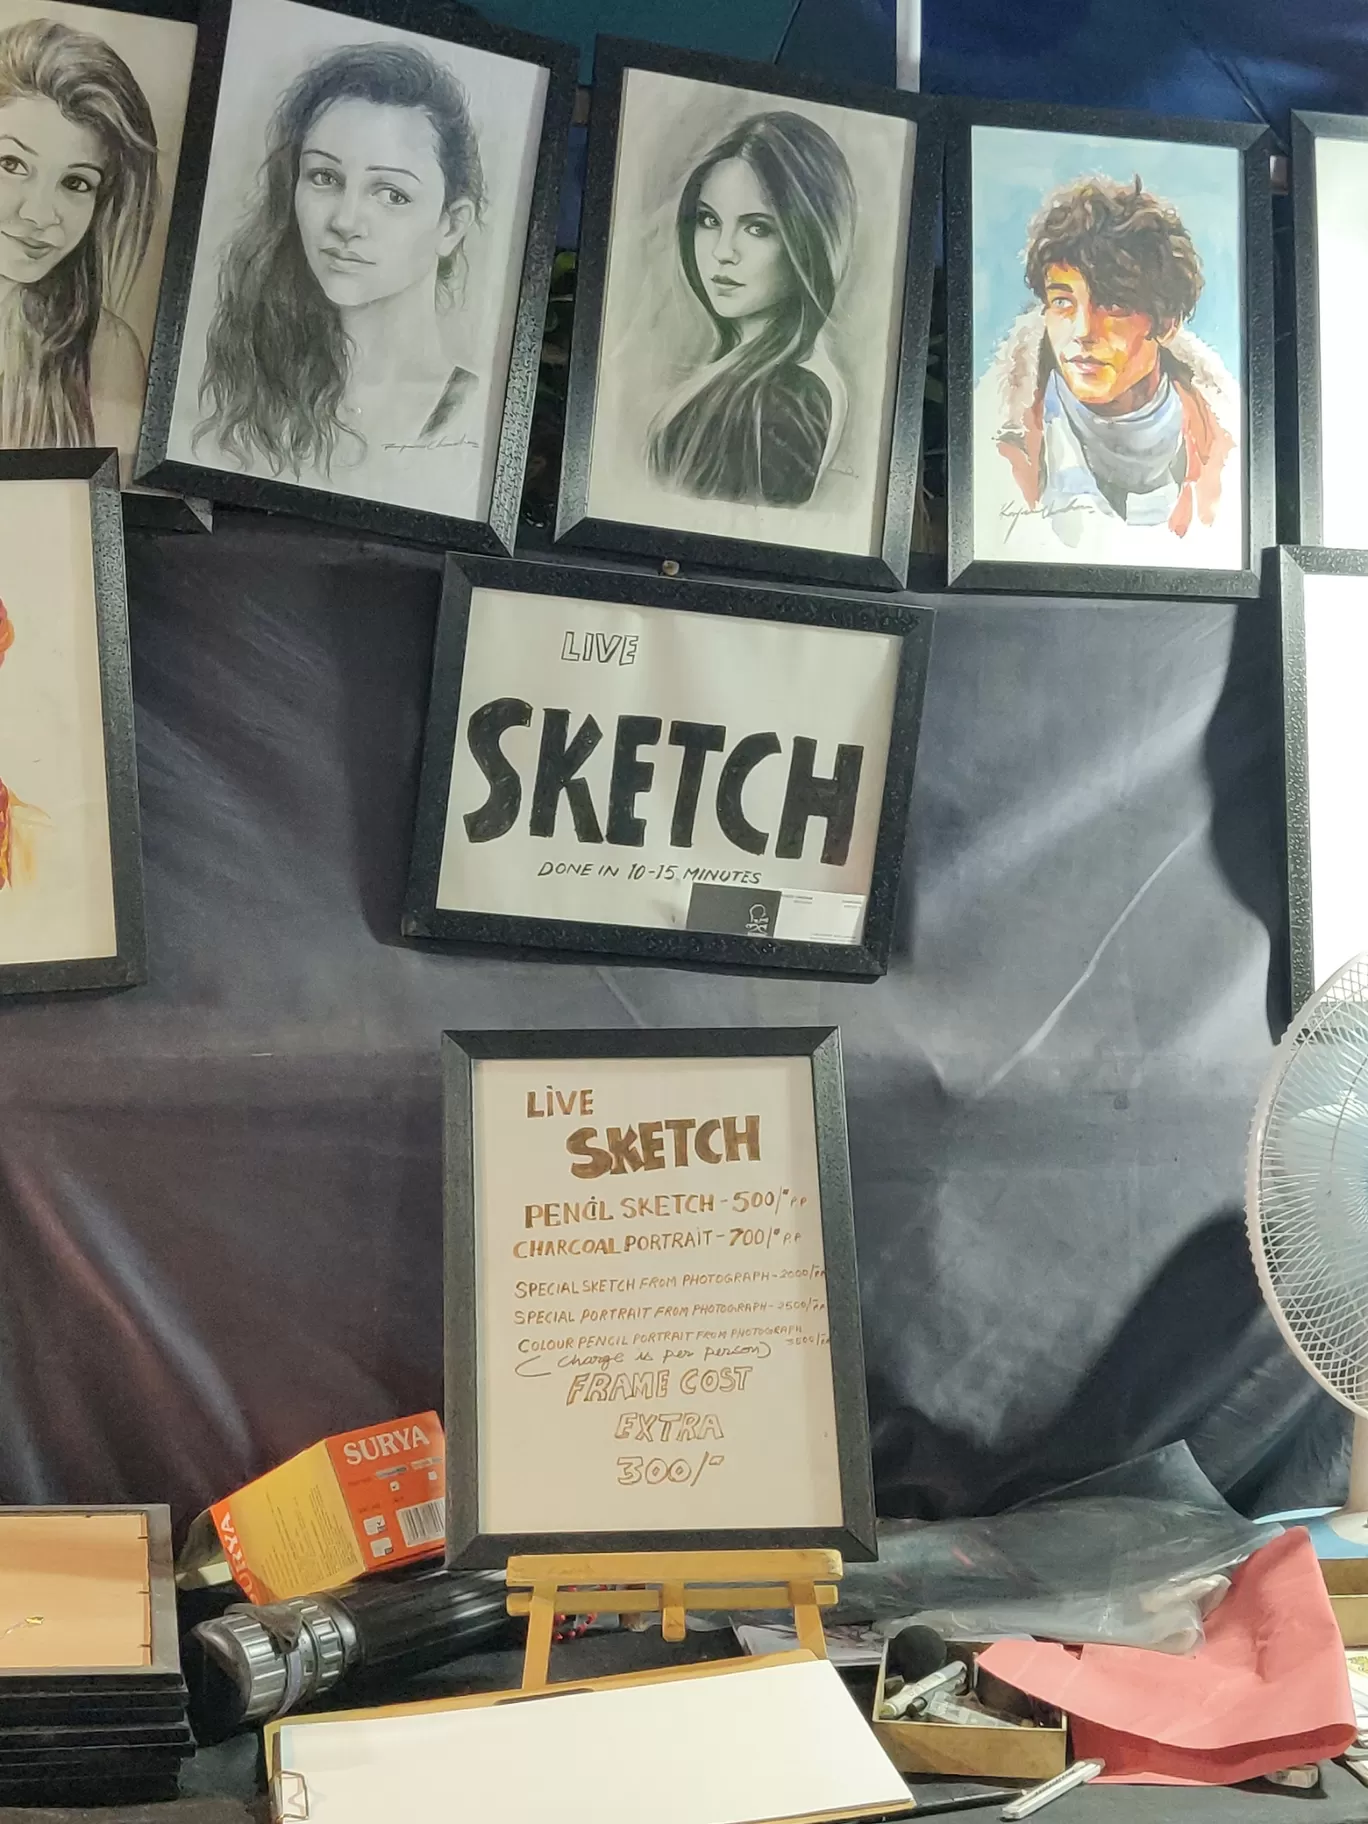 LIVE
SKETCH
DONE IN 10-15 MINUTES
LIVE
SKETCH
PENCIL SKETCH - 500/- P.P
CHARCOAL PORTRAIT - 700/- P.P
SPECIAL SKETCH FROM PHOTOGRAPH - 2000/- P.P
SPECIAL PORTRAIT FROM PHOTOGRAPH - 2500/- P.P
COLOUR PENCIL PORTRAIT FROM PHOTOGRAPH
(charge is per person)
FRAME COST
EXTRA
300/-
SURYA
SURYA